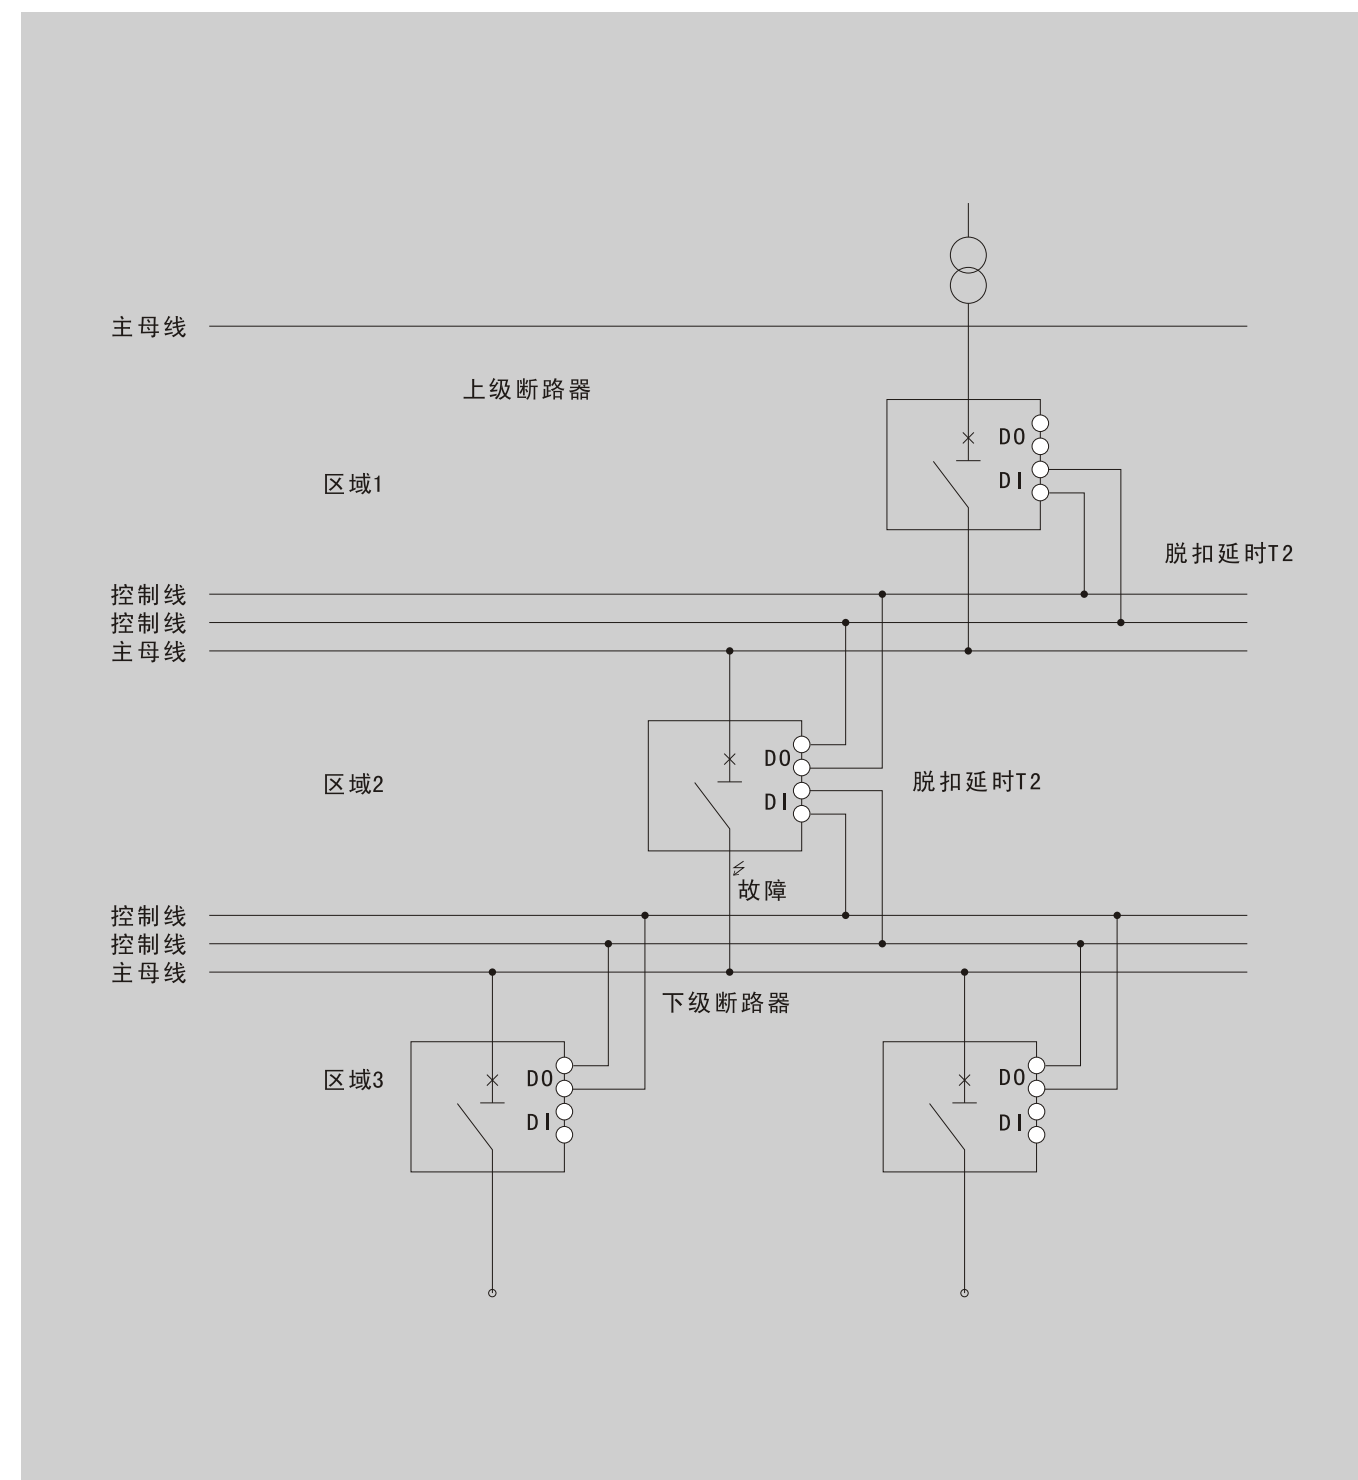 主母线
上级断路器
DO
区域1
DI
脱扣延时T2
控制线
控制线
主母线
DO
区域2
脱扣延时T2
DI
故障
控制线
控制线
主母线
下级断路器
区域3
DO
DO
DI
DI